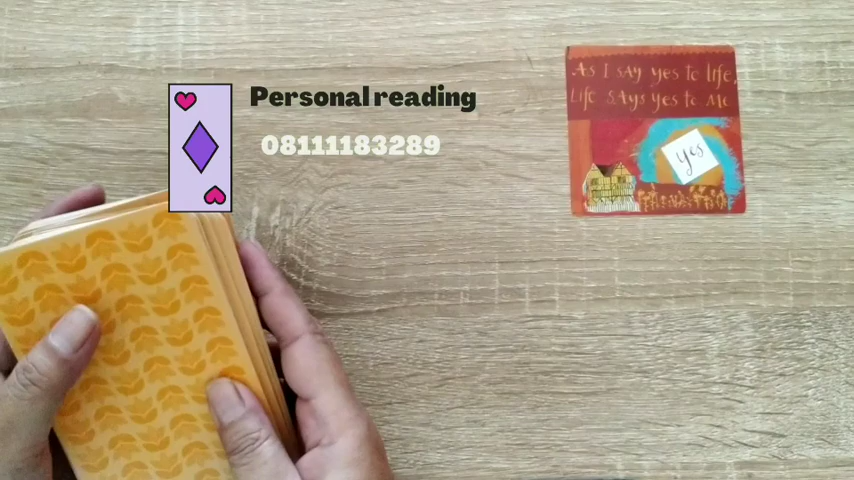 Personal reading
08111183289
As I say yes to life,
Life says yes to me
yes